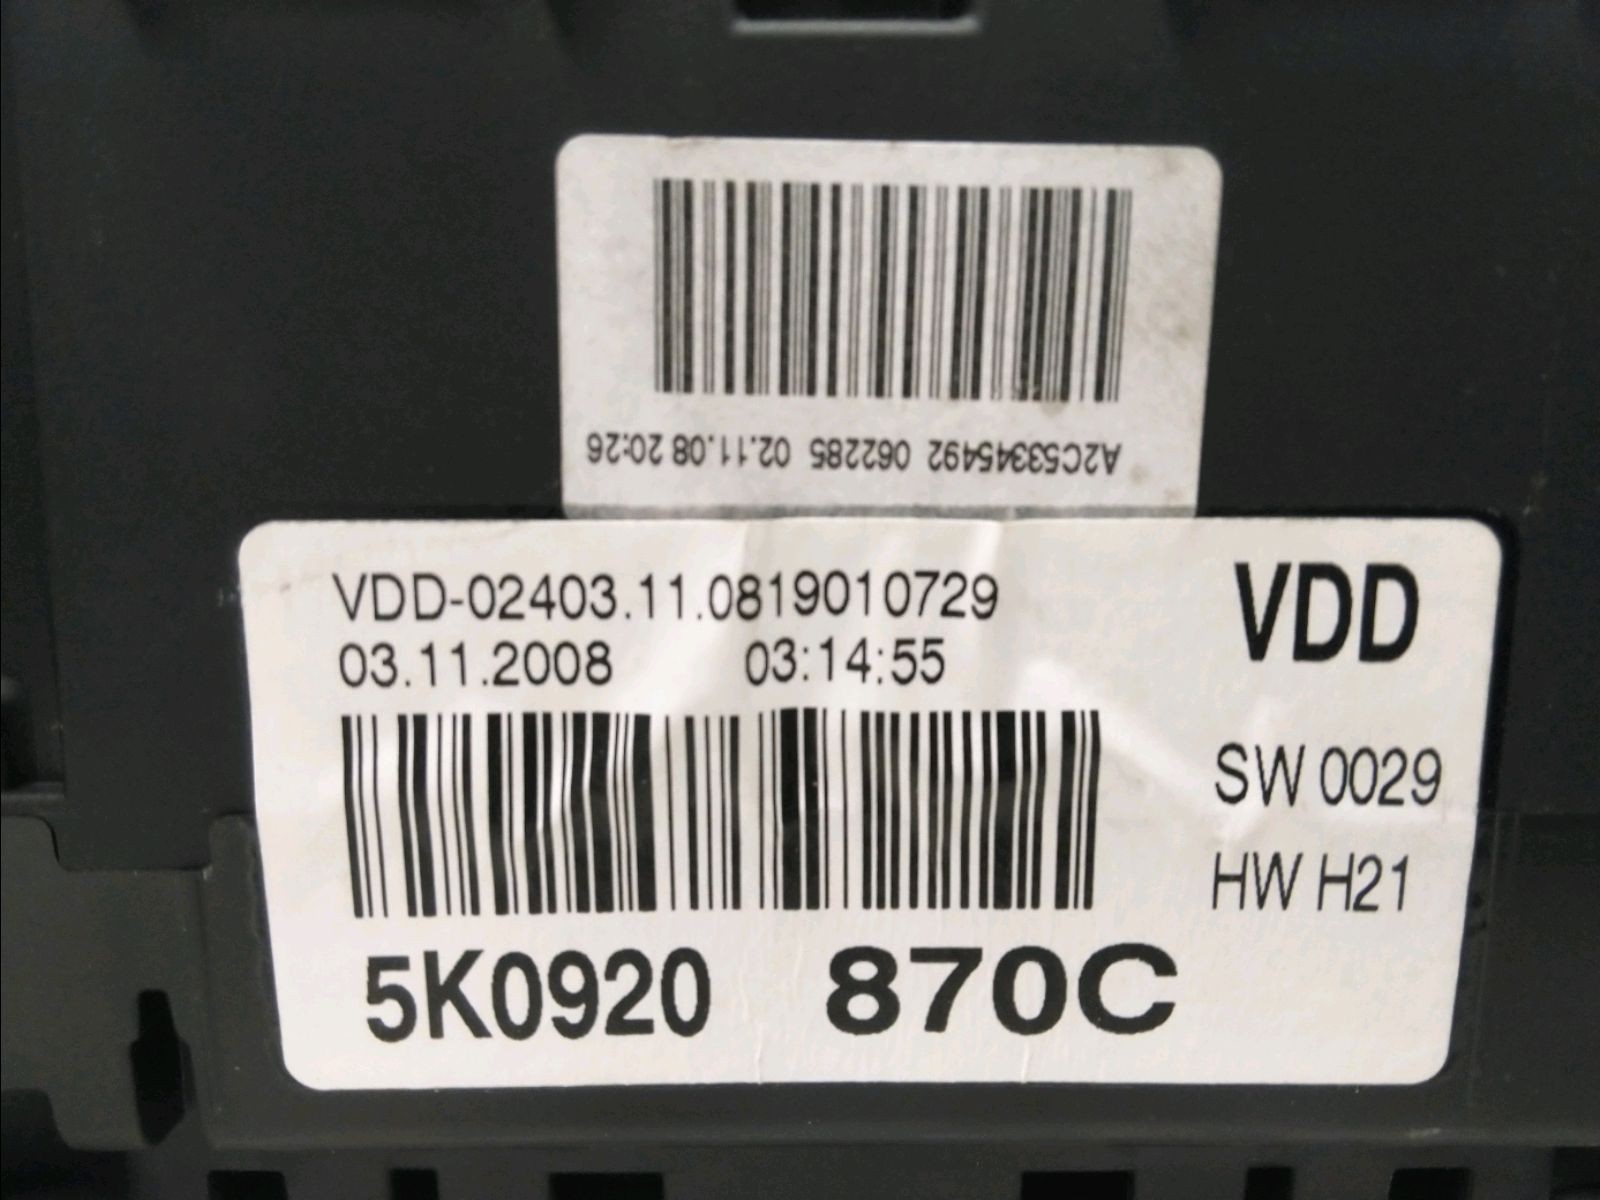 A2C53345492 062285 02.11.08 20:26
VDD-02403.11.0819010729
03.11.2008 03:14:55
VDD
SW 0029
HW H21
5K0920 870C